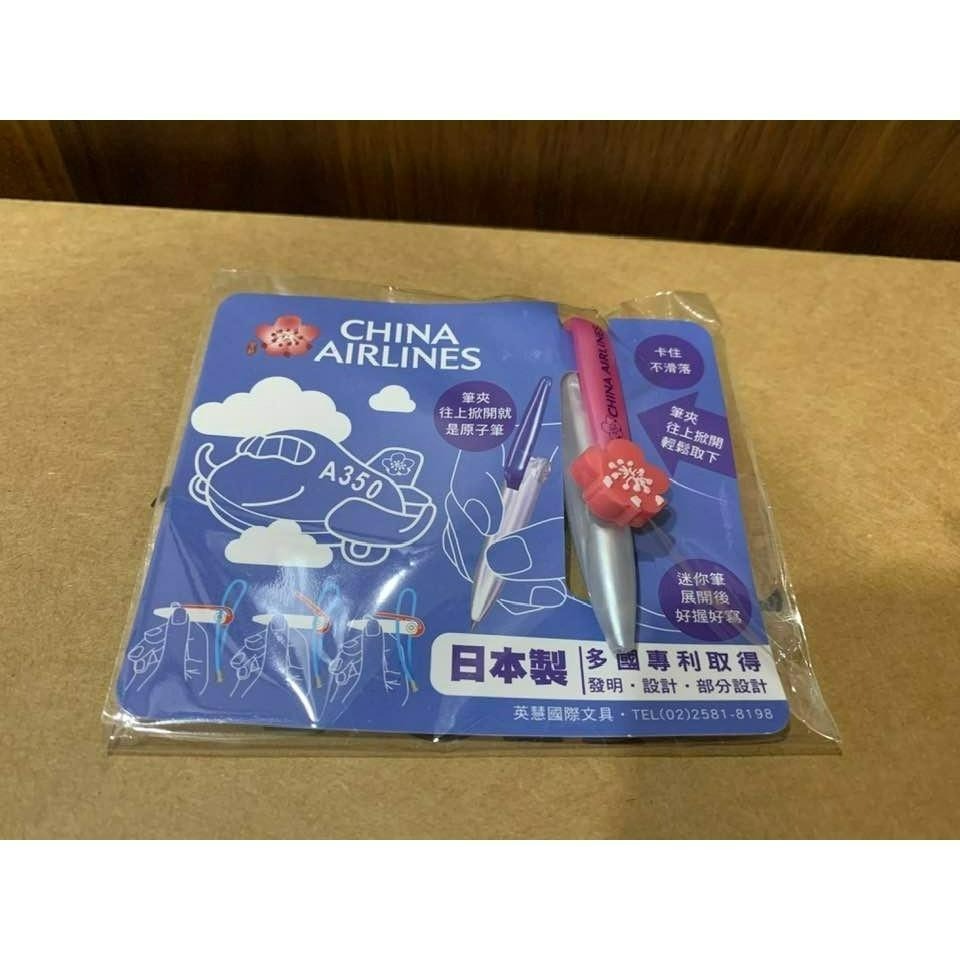 CHINA
AIRLINES
A350
筆夾
往上掀開就
是原子筆
CHINA AIRLINES
卡住
不滑落
筆夾
往上掀開
輕鬆取下
迷你筆
展開後
好握好寫
日本製
多國專利取得
發明・設計・部分設計
英慧國際文具・TEL(02)2581-8198